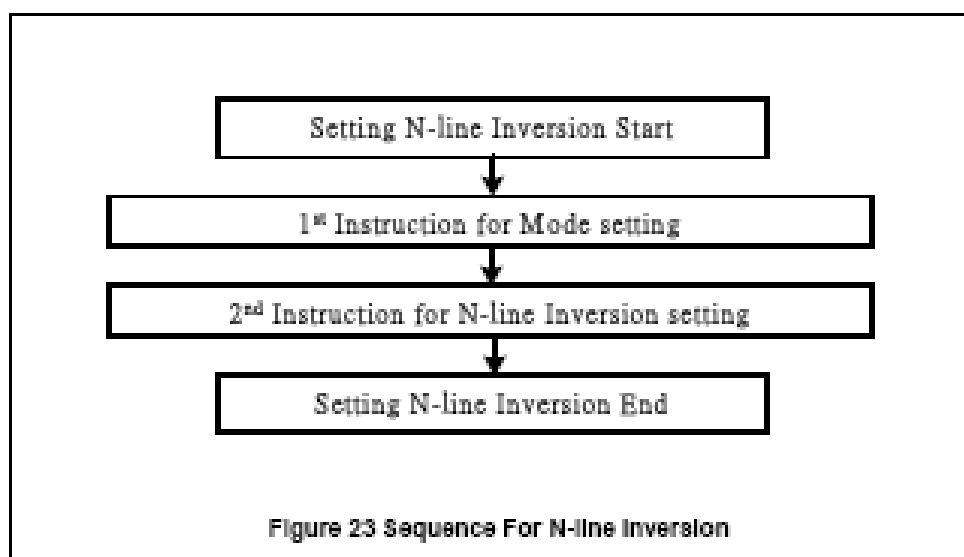 Setting N-line Inversion Start
1st Instruction for Mode setting
2nd Instruction for N-line Inversion setting
Setting N-line Inversion End
Figure 23 Sequence For N-line Inversion